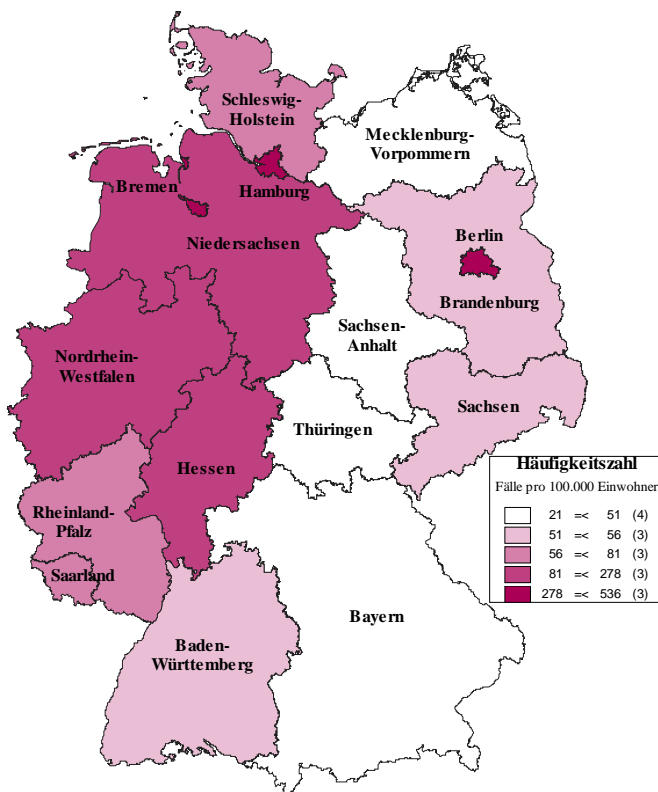 Schleswig-
Holstein
Mecklenburg-
Vorpommern
Bremen
Hamburg
Niedersachsen
Berlin
Brandenburg
Sachsen-
Anhalt
Nordrhein-
Westfalen
Sachsen
Thüringen
Hessen
Häufigkeitszahl
Fälle pro 100.000 Einwohner
21 =< 51 (4)
51 =< 56 (3)
56 =< 81 (3)
81 =< 278 (3)
278 =< 536 (3)
Rheinland-
Pfalz
Saarland
Bayern
Baden-
Württemberg